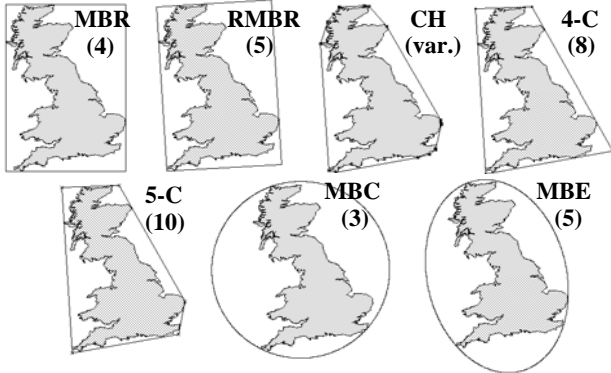 MBR
(4)
RMBR
(5)
CH
(var.)
4-C
(8)
5-C
(10)
MBC
(3)
MBE
(5)